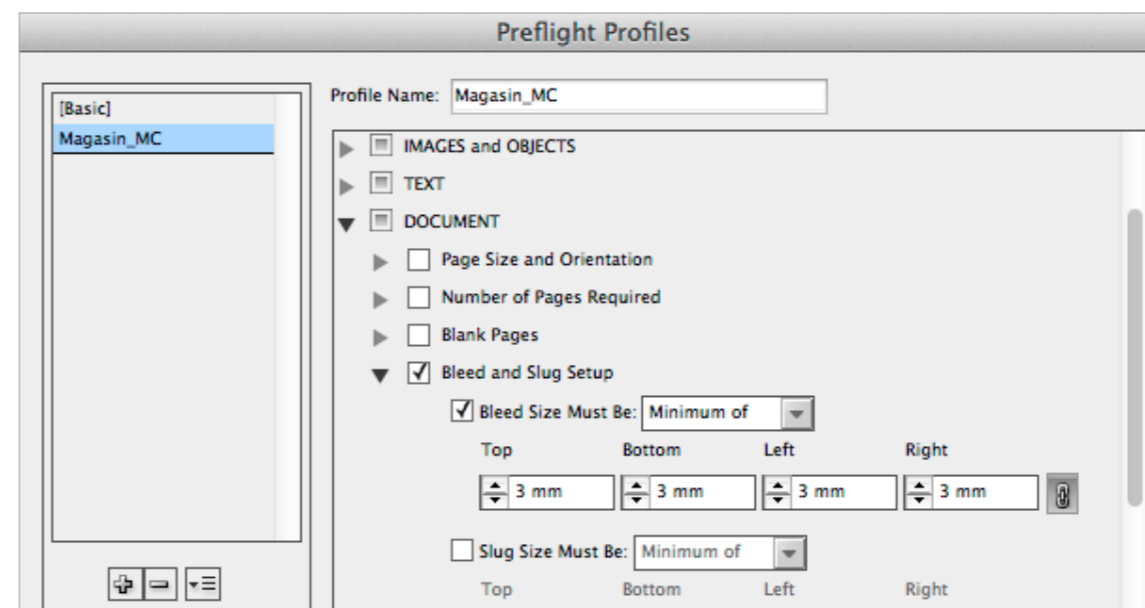 Preflight Profiles
[Basic]
Magasin_MC
Profile Name: Magasin_MC
IMAGES and OBJECTS
TEXT
DOCUMENT
Page Size and Orientation
Number of Pages Required
Blank Pages
Bleed and Slug Setup
Bleed Size Must Be: Minimum of
Top Bottom Left Right
3 mm 3 mm 3 mm 3 mm
Slug Size Must Be: Minimum of
Top Bottom Left Right